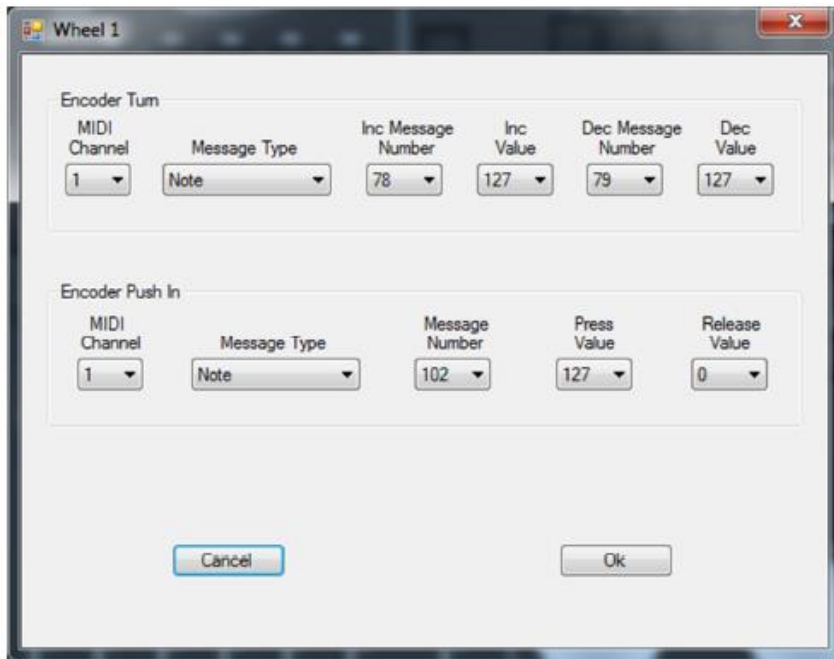 Wheel 1
Encoder Turn
MIDI
Channel
Message Type
Inc Message
Number
Inc
Value
Dec Message
Number
Dec
Value
1
Note
78
127
79
127
Encoder Push In
MIDI
Channel
Message Type
Message
Number
Press
Value
Release
Value
1
Note
102
127
0
Cancel
Ok